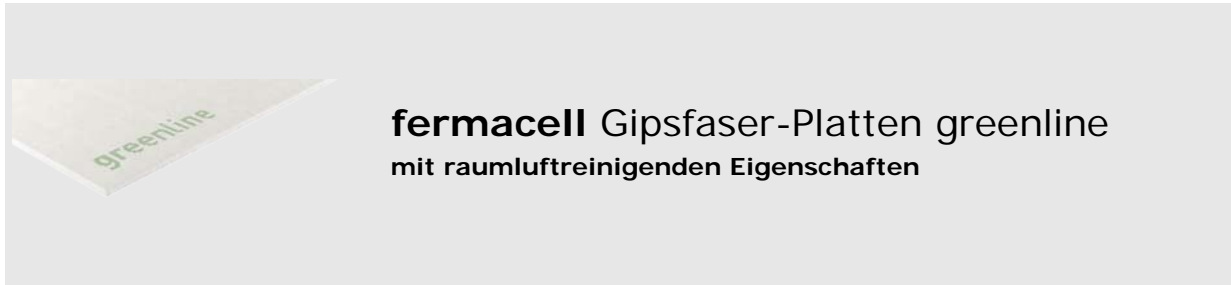 greenline
fermacell Gipsfaser-Platten greenline
mit raumluftreinigenden Eigenschaften